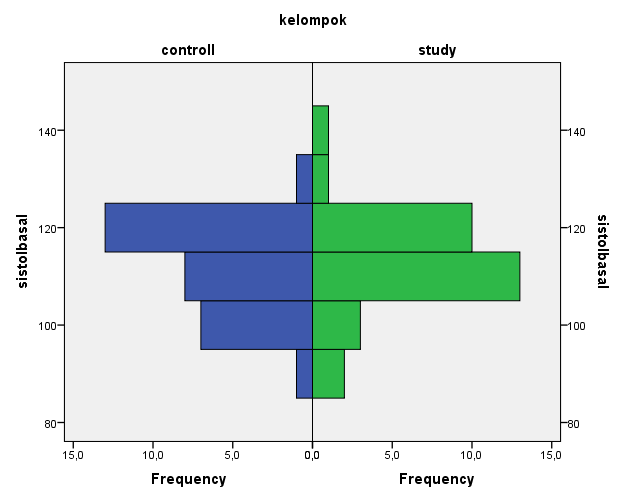 kelompok
controll study
140 140
120 120
100 100
80 80
sistolbasal sistolbasal
15,0 10,0 5,0 0,0 5,0 10,0 15,0
Frequency Frequency